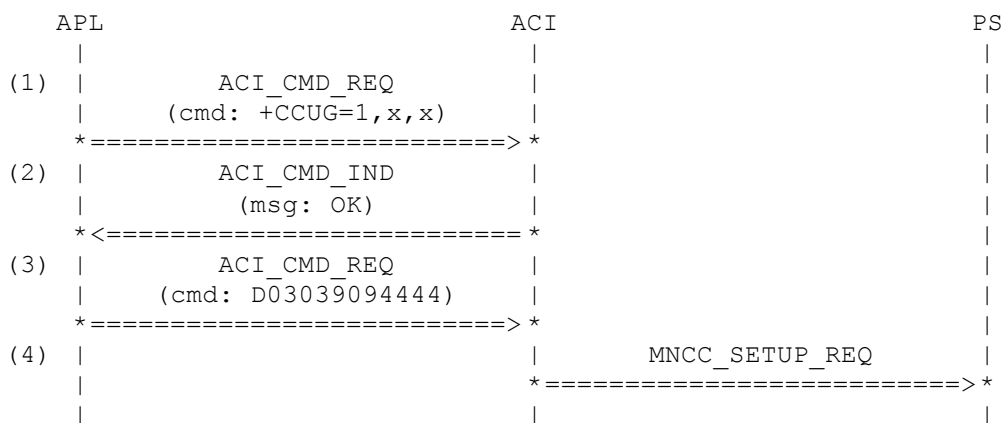 APL ACI PS
| | |
(1) | ACI_CMD_REQ | |
| (cmd: +CCUG=1,x,x) | |
*==========================>* |
(2) | ACI_CMD_IND | |
| (msg: OK) | |
*<==========================* |
(3) | ACI_CMD_REQ | |
| (cmd: D03039094444) | |
*==========================>* |
(4) | | MNCC_SETUP_REQ |
| *==========================>*
| | |